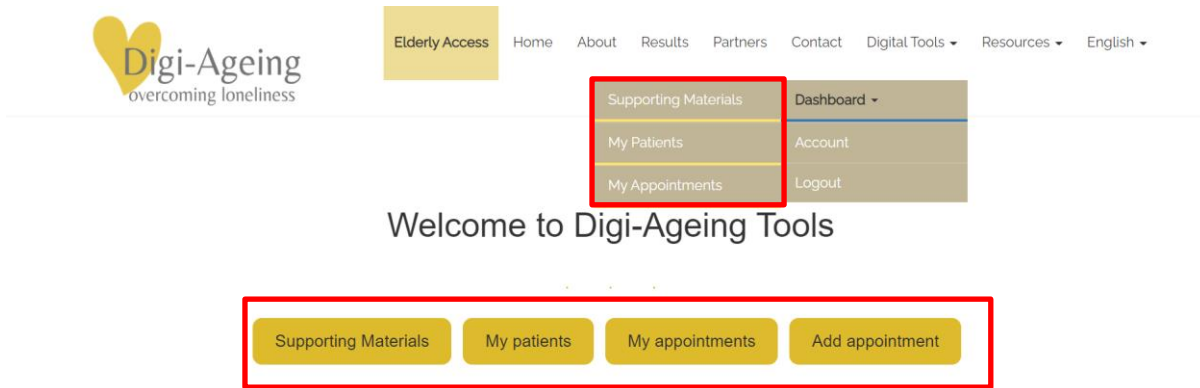 Digi-Ageing
overcoming loneliness
Elderly Access Home About Results Partners Contact Digital Tools Resources English
Supporting Materials Dashboard
My Patients Account
My Appointments Logout
Welcome to Digi-Ageing Tools
Supporting Materials My patients My appointments Add appointment